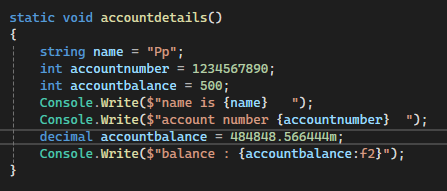 static void accountdetails()
{
string name = "Pp";
int accountnumber = 1234567890;
int accountbalance = 500;
Console.Write($"name is {name}   ");
Console.Write($"account number {accountnumber}  ");
decimal accountbalance = 484848.566444m;
Console.Write($"balance : {accountbalance:f2}");
}